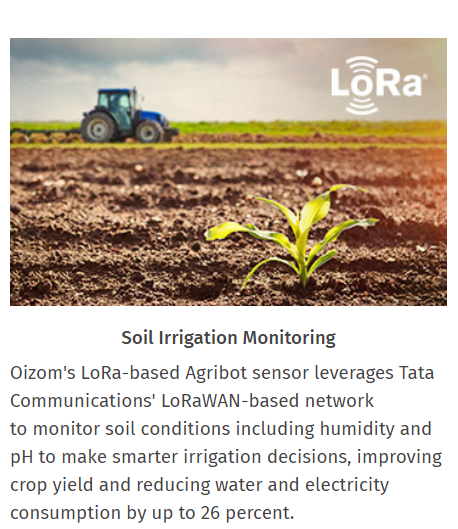 LoRa®
Soil Irrigation Monitoring
Oizom's LoRa-based Agribot sensor leverages Tata
Communications' LoRaWAN-based network
to monitor soil conditions including humidity and
pH to make smarter irrigation decisions, improving
crop yield and reducing water and electricity
consumption by up to 26 percent.